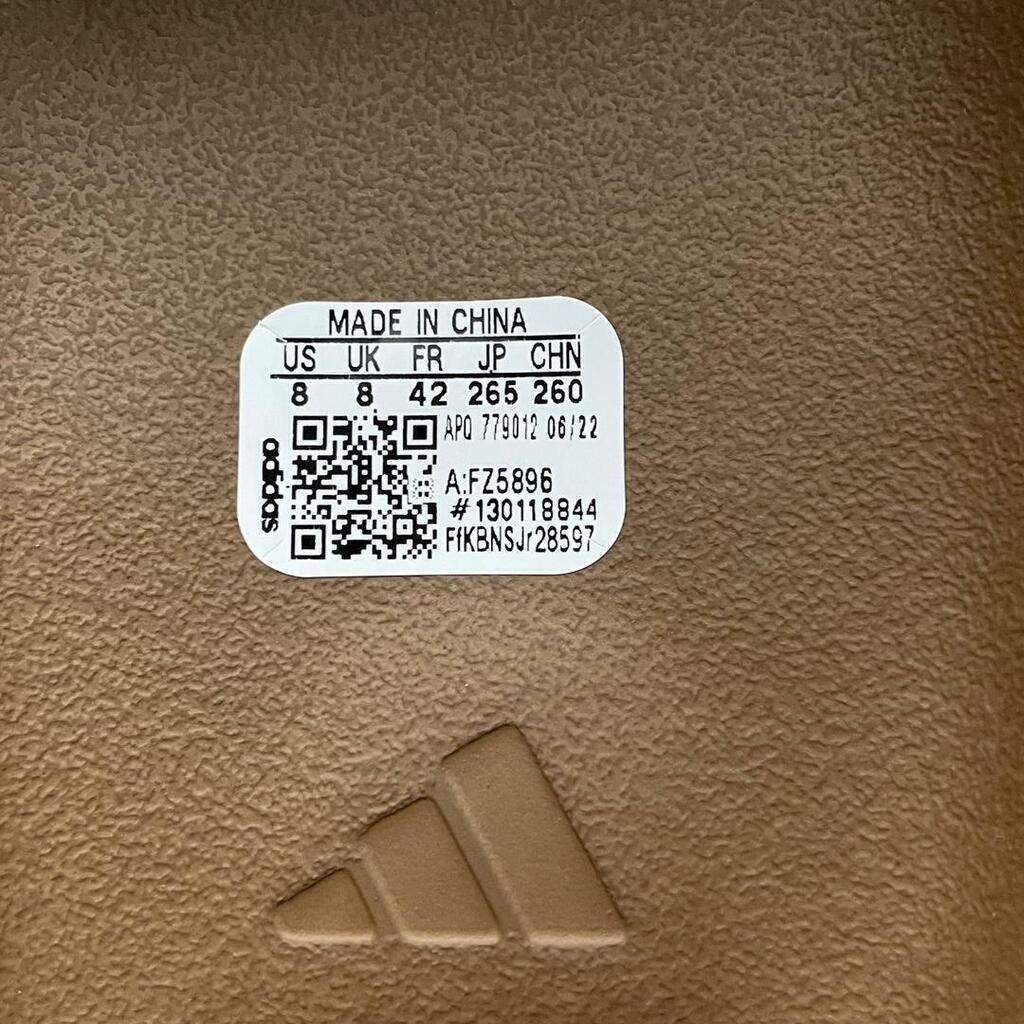 MADE IN CHINA
US UK FR JP CHN
8 8 42 265 260
APQ 779012 06/22
A:FZ5896
#130118844
FfKBNSJr28597
adidas